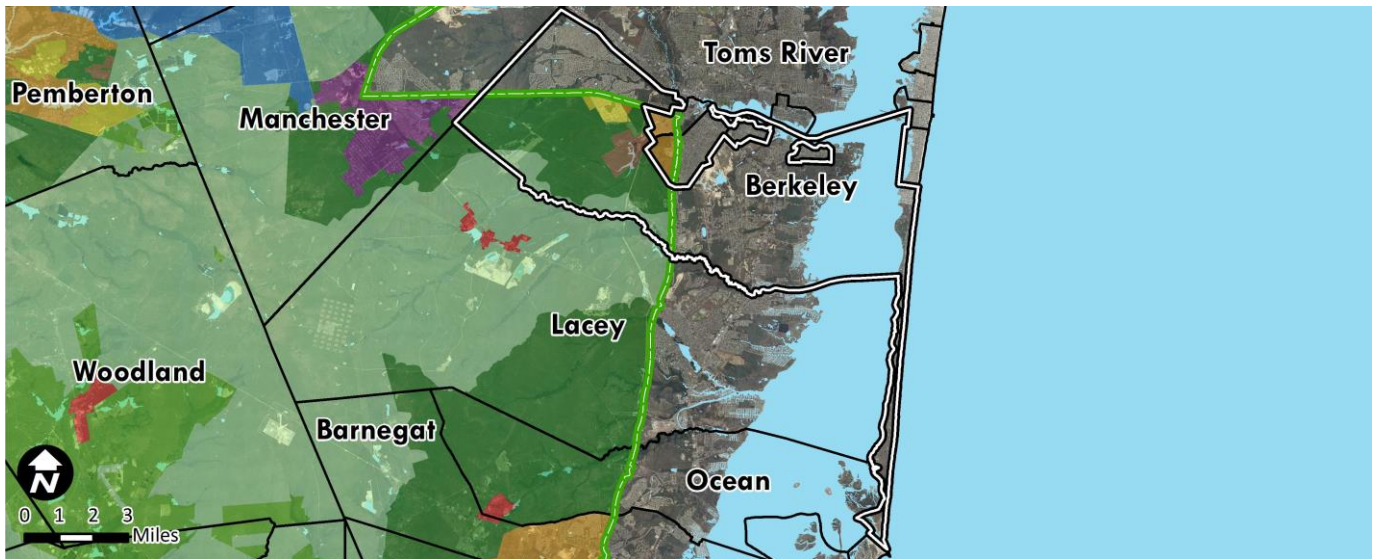 Toms River
Pemberton
Manchester
Berkeley
Lacey
Woodland
Barnegat
Ocean
N
0 1 2 3
Miles